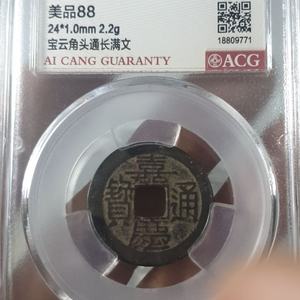 美品88
24*1.0mm 2.2g
宝云角头通长满文
AI CANG GUARANTY
ACG
18809771
嘉慶通寶